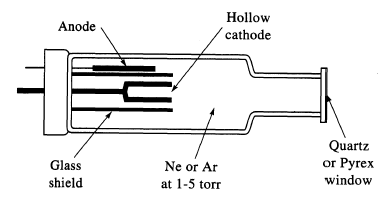 Anode
Hollow
cathode
Glass
shield
Ne or Ar
at 1-5 torr
Quartz
or Pyrex
window